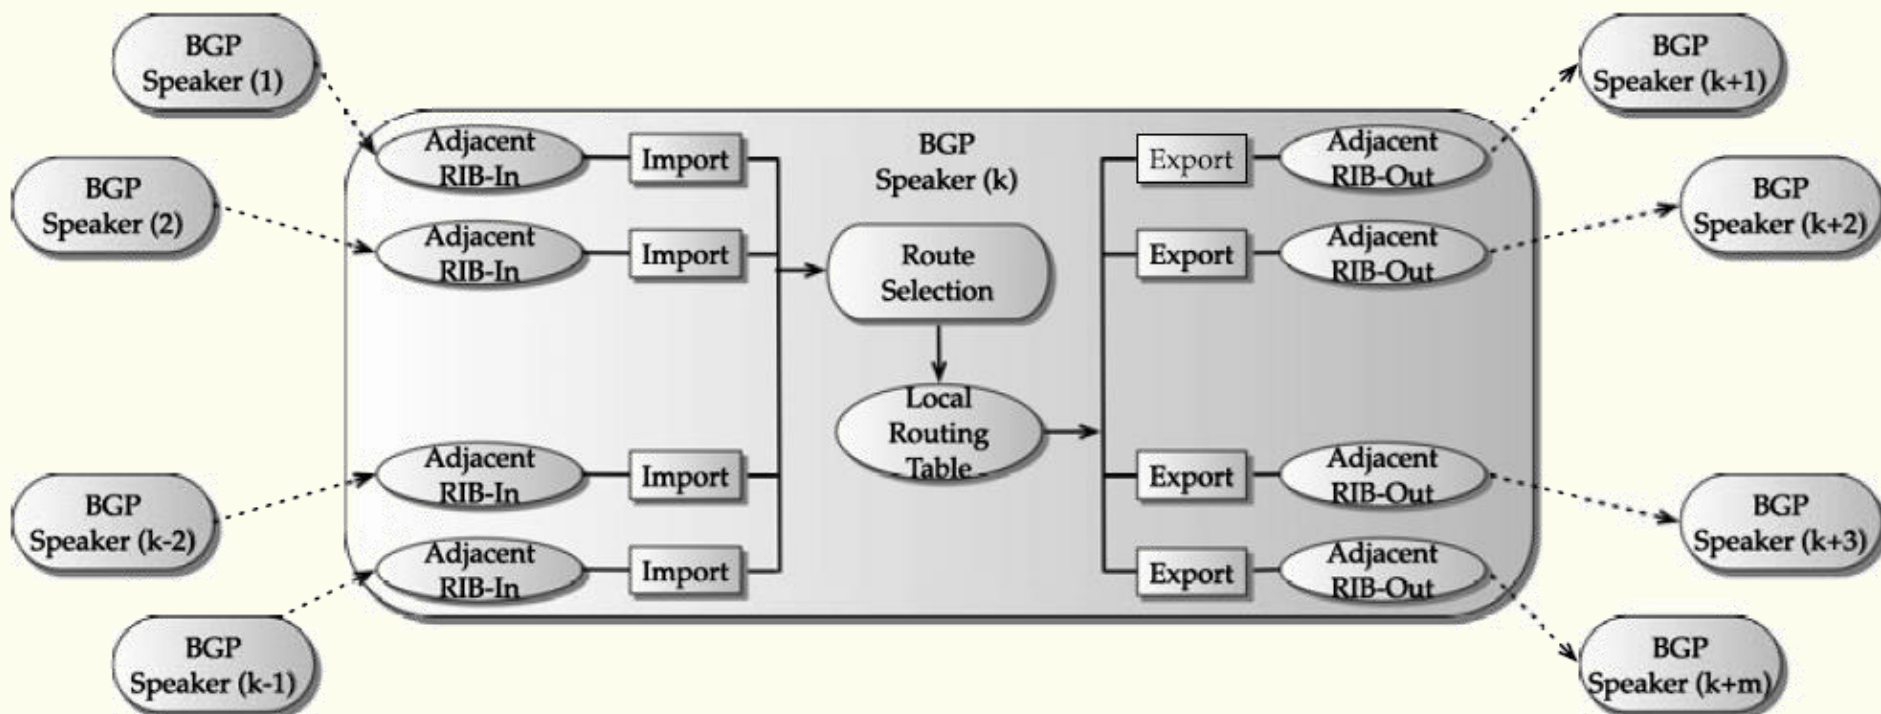 BGP
Speaker (1)
BGP
Speaker (2)
BGP
Speaker (k-2)
BGP
Speaker (k-1)
Adjacent
RIB-In
Import
Adjacent
RIB-In
Import
Adjacent
RIB-In
Import
Adjacent
RIB-In
Import
BGP
Speaker (k)
Route
Selection
Local
Routing
Table
Export
Adjacent
RIB-Out
Export
Adjacent
RIB-Out
Export
Adjacent
RIB-Out
Export
Adjacent
RIB-Out
BGP
Speaker (k+1)
BGP
Speaker (k+2)
BGP
Speaker (k+3)
BGP
Speaker (k+m)